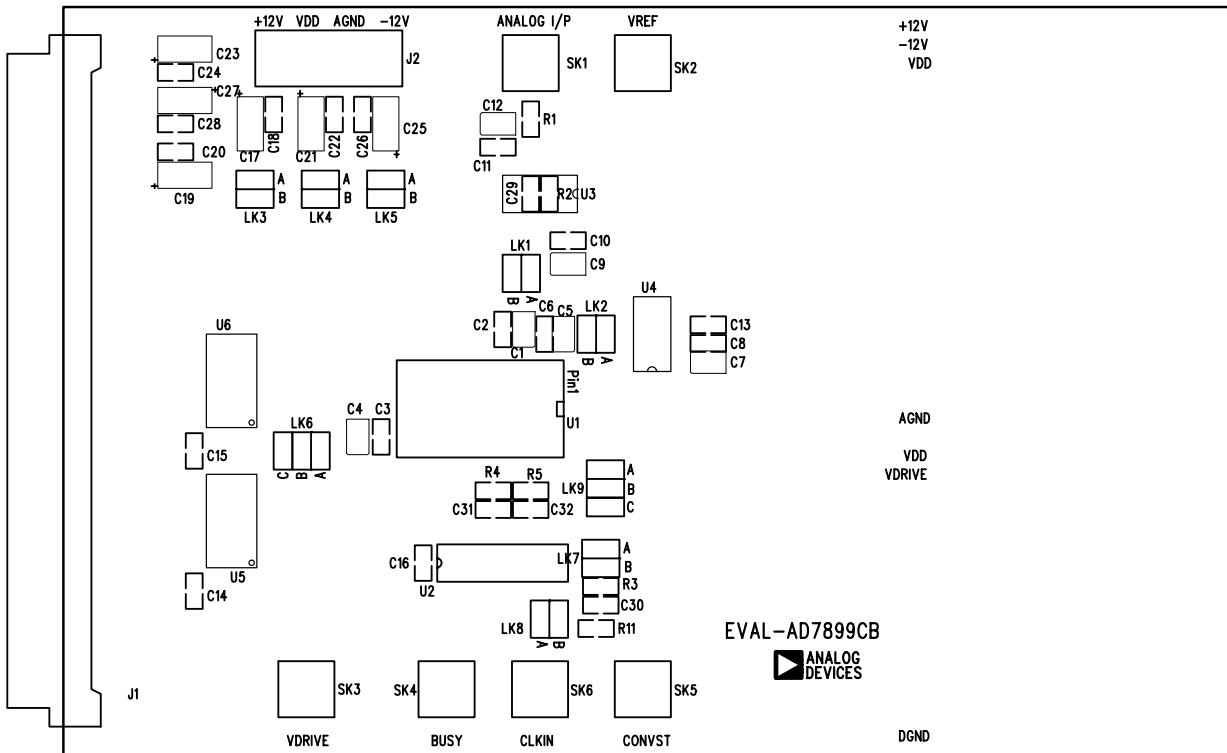 +12V VDD AGND -12V
ANALOG I/P
VREF
+12V
-12V
VDD
C23
C24
J2
SK1
SK2
C27
C28
C20
C19
C17
C18
C21
C22
C26
C25
C12
C11
R1
A
B
LK3
A
B
LK4
A
B
LK5
C29
R2
U3
C10
C9
LK1
B
A
C2
C1
C6
C5
LK2
B
A
U4
C13
C8
C7
U6
Pin1
U1
C4
C3
LK6
C
B
A
C15
AGND
VDD
VDRIVE
R4
R5
C31
C32
LK9
A
B
C
U5
C14
C16
U2
LK7
A
B
R3
C30
LK8
A
B
R11
EVAL-AD7899CB
ANALOG
DEVICES
J1
SK3
SK4
SK6
SK5
VDRIVE
BUSY
CLKIN
CONVST
DGND